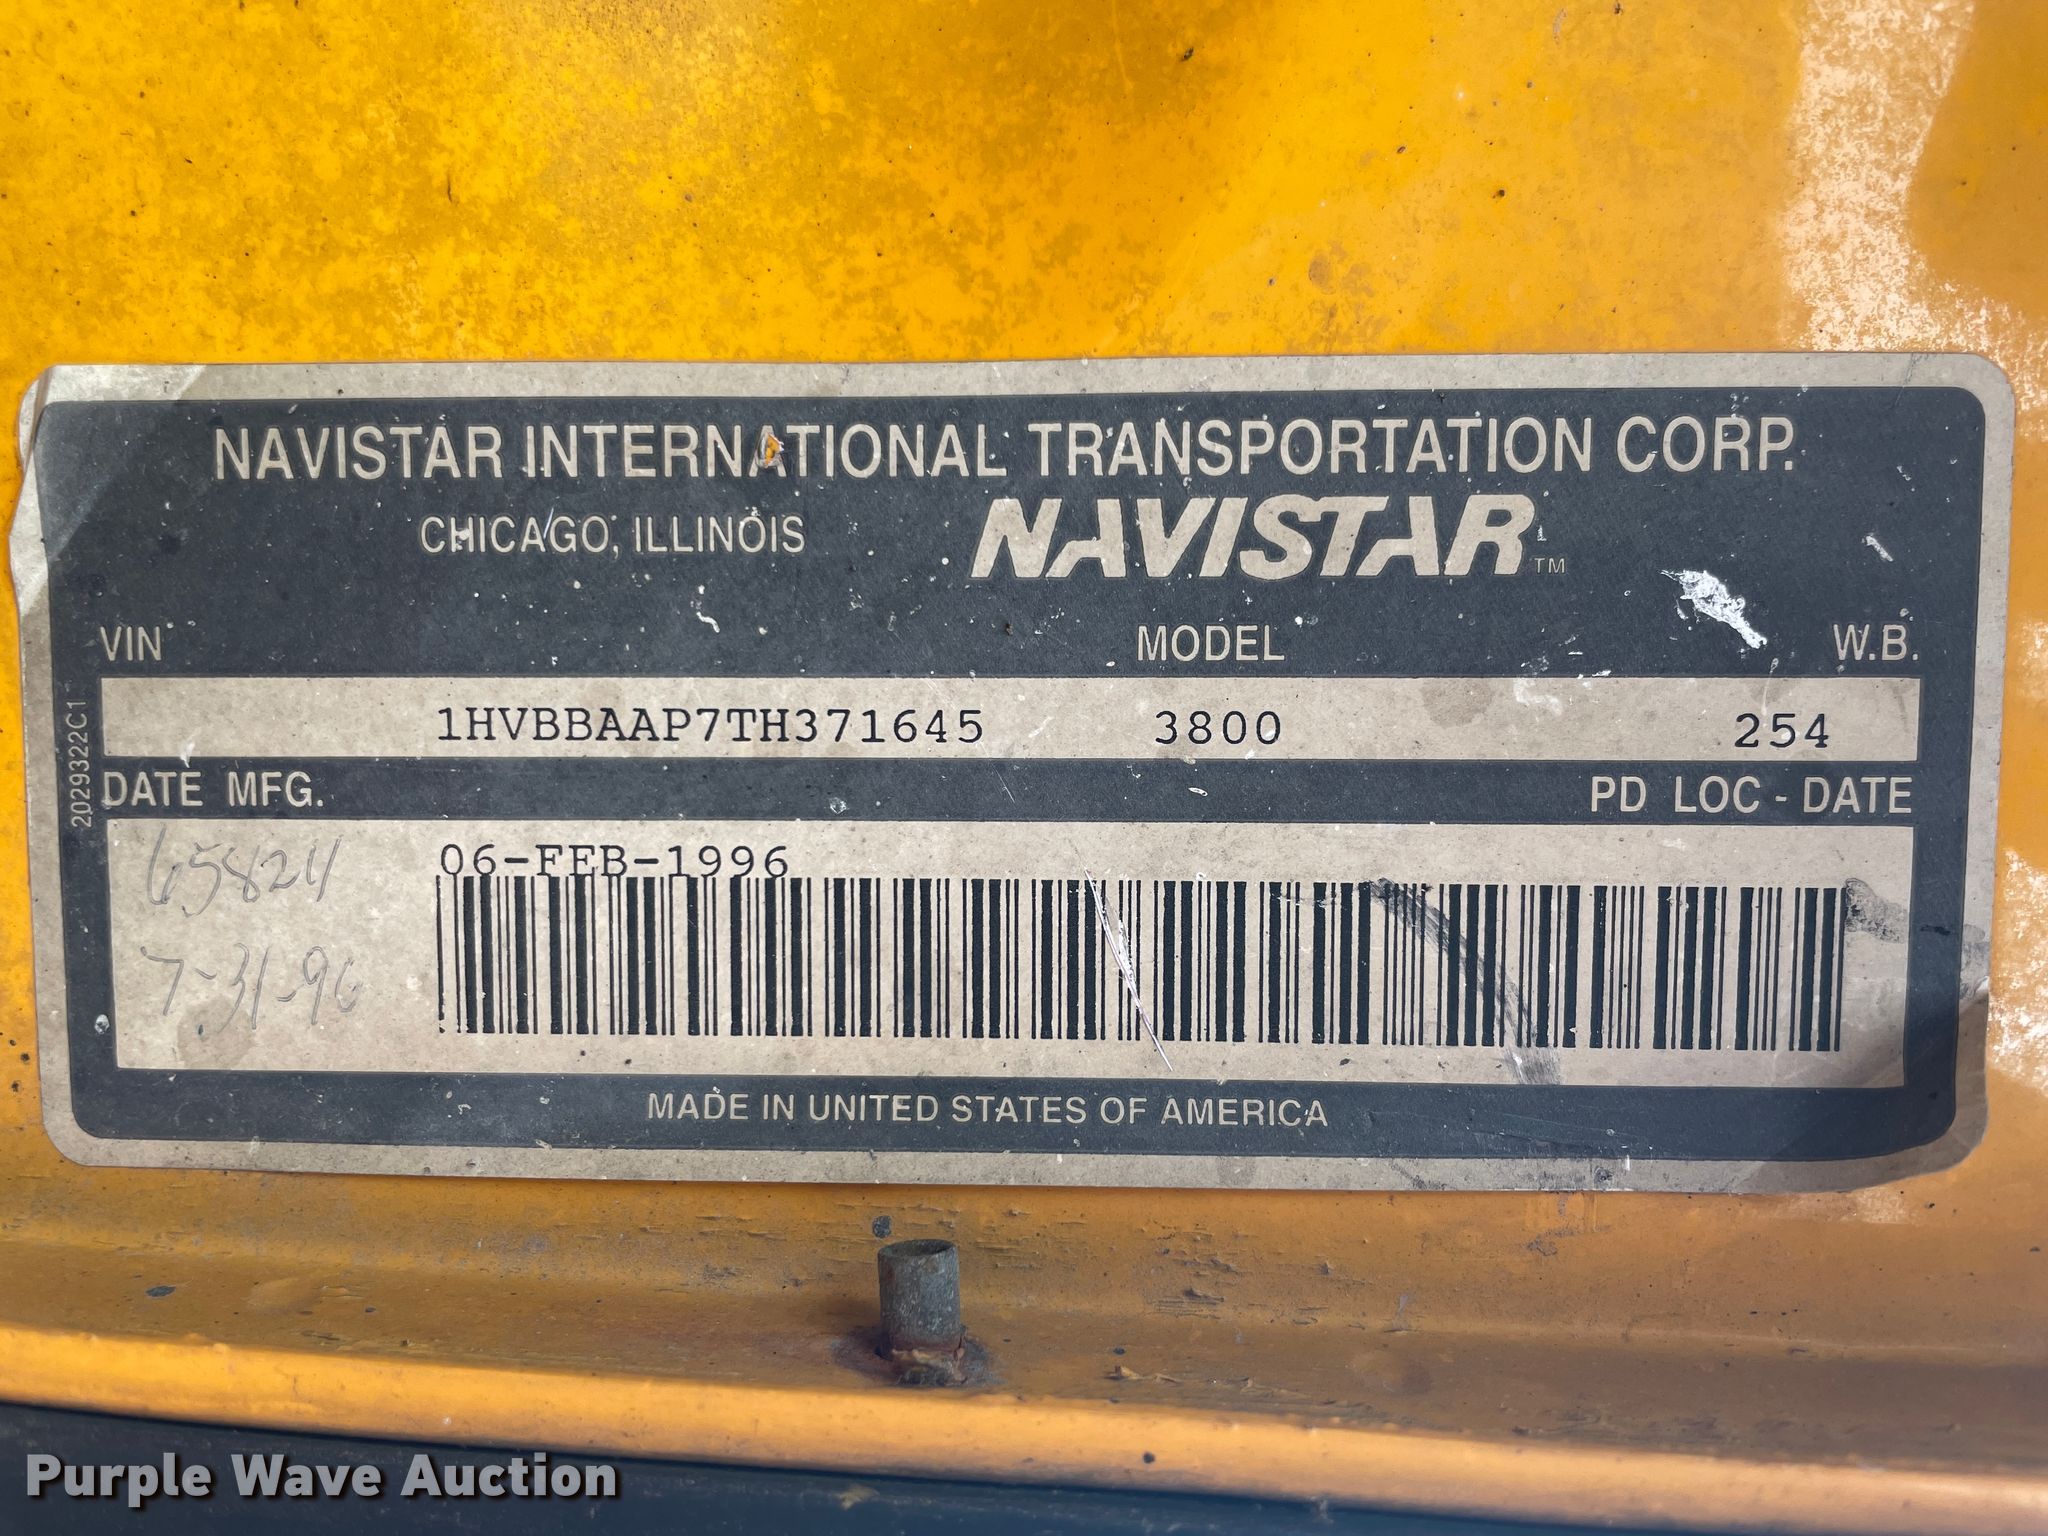 NAVISTAR INTERNATIONAL TRANSPORTATION CORP.
CHICAGO, ILLINOIS NAVISTAR TM
VIN MODEL W.B.
1HVBBAAP7TH371645 3800 254
2029322C1
DATE MFG. PD LOC - DATE
06-FEB-1996
65824
7-31-96
MADE IN UNITED STATES OF AMERICA
Purple Wave Auction